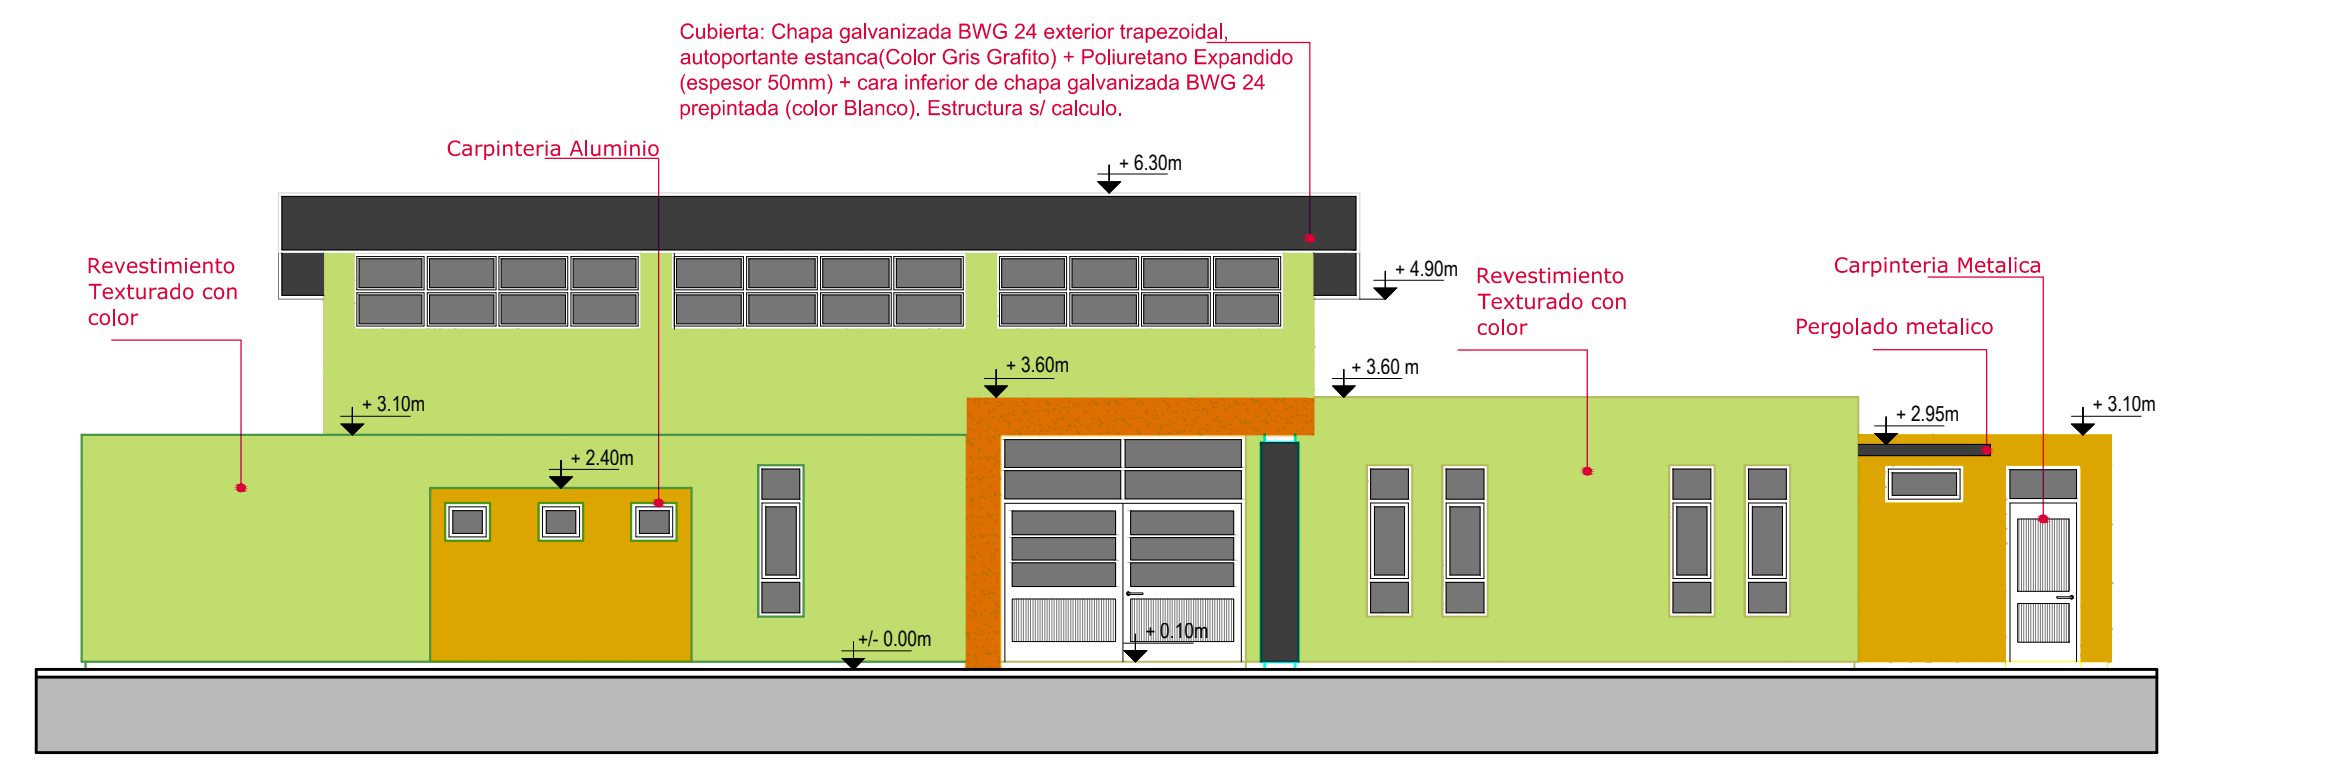 Cubierta: Chapa galvanizada BWG 24 exterior trapezoidal,
autoportante estanca(Color Gris Grafito) + Poliuretano Expandido
(espesor 50mm) + cara inferior de chapa galvanizada BWG 24
prepintada (color Blanco). Estructura s/ calculo.
Carpinteria Aluminio
+ 6.30m
Revestimiento
Texturado con
color
+ 4.90m
Revestimiento
Texturado con
color
Carpinteria Metalica
Pergolado metalico
+ 3.60m
+ 3.60 m
+ 3.10m
+ 2.95m
+ 3.10m
+ 2.40m
+/- 0.00m
+ 0.10m